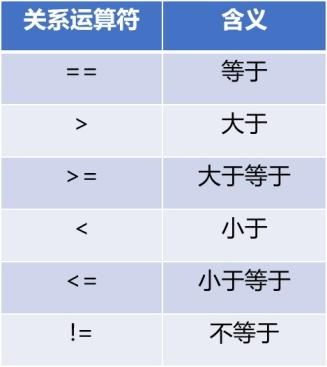 关系运算符 含义
== 等于
> 大于
>= 大于等于
< 小于
<= 小于等于
!= 不等于